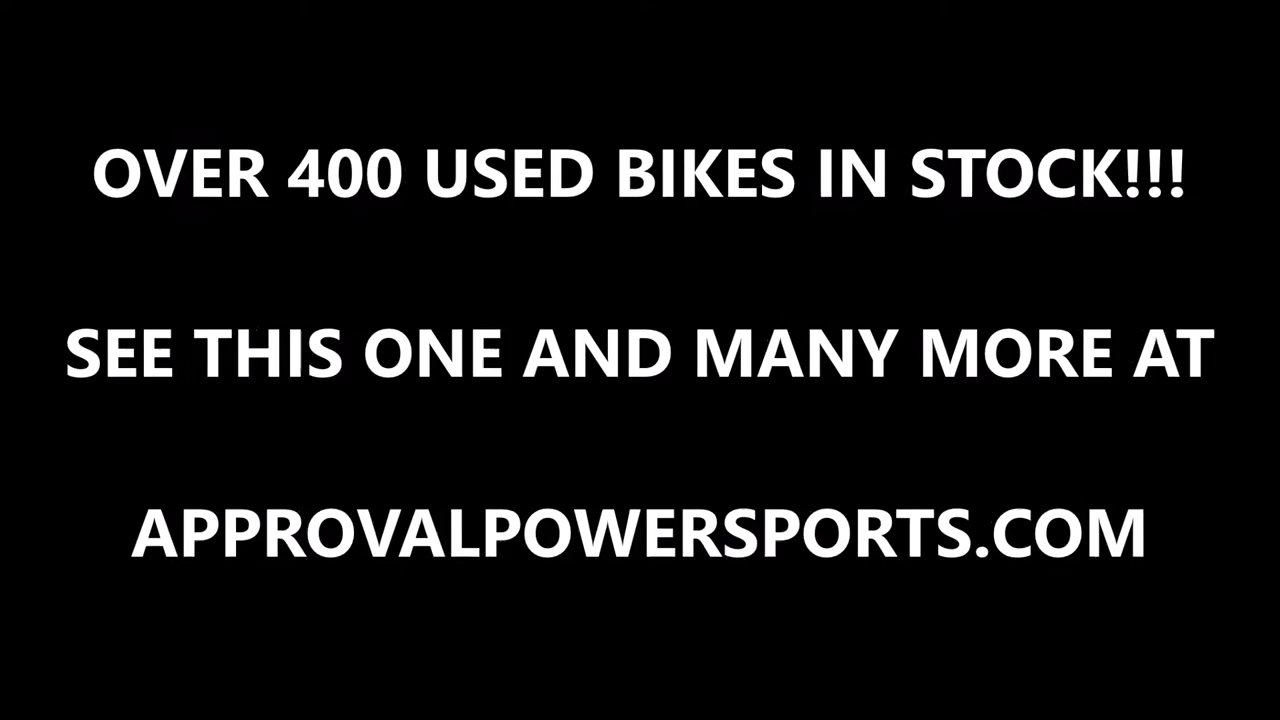 OVER 400 USED BIKES IN STOCK!!!
SEE THIS ONE AND MANY MORE AT
APPROVALPOWERSPORTS.COM